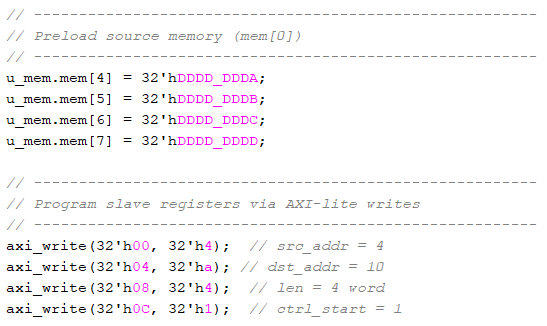 // ------------------------------------------------
// Preload source memory (mem[0])
// ------------------------------------------------
u_mem.mem[4] = 32'hDDDD_DDDA;
u_mem.mem[5] = 32'hDDDD_DDDB;
u_mem.mem[6] = 32'hDDDD_DDDC;
u_mem.mem[7] = 32'hDDDD_DDDD;
// ------------------------------------------------
// Program slave registers via AXI-lite writes
// ------------------------------------------------
axi_write(32'h00, 32'h4);  // src_addr = 4
axi_write(32'h04, 32'ha); // dst_addr = 10
axi_write(32'h08, 32'h4);  // len = 4 word
axi_write(32'h0C, 32'h1);  // ctrl_start = 1